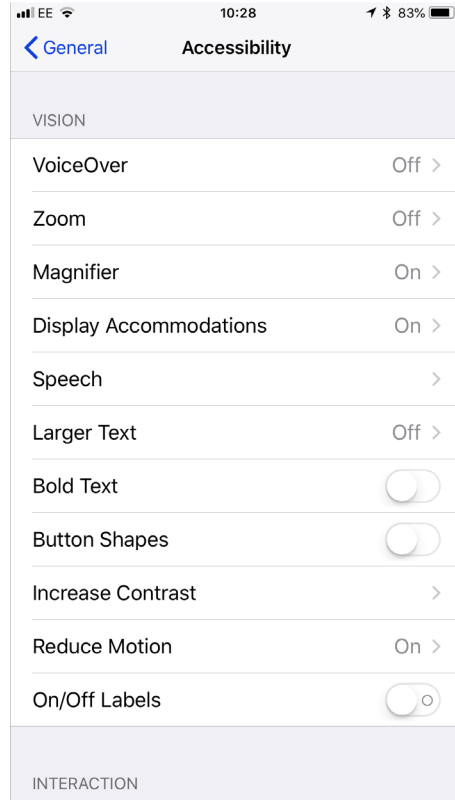 EE 10:28 83%
General Accessibility
VISION
VoiceOver Off
Zoom Off
Magnifier On
Display Accommodations On
Speech
Larger Text Off
Bold Text
Button Shapes
Increase Contrast
Reduce Motion On
On/Off Labels
INTERACTION